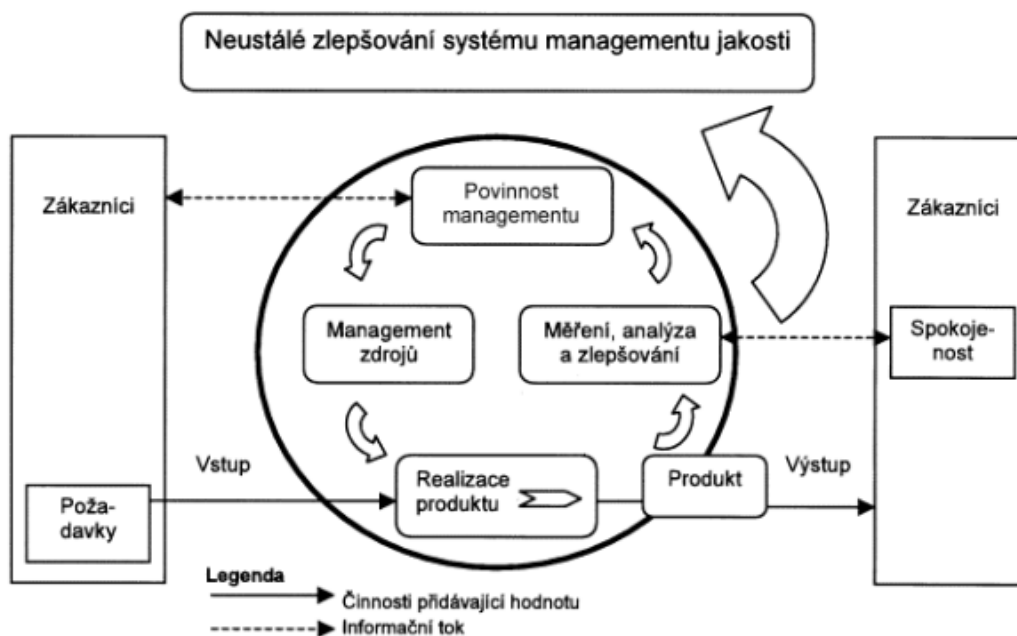 Neustálé zlepšování systému managementu jakosti
Zákazníci
Povinnost
managementu
Zákazníci
Management
zdrojů
Měření, analýza
a zlepšování
Spokoje-
nost
Vstup
Realizace
produktu
Produkt
Výstup
Poža-
davky
Legenda
Činnosti přidávající hodnotu
Informační tok